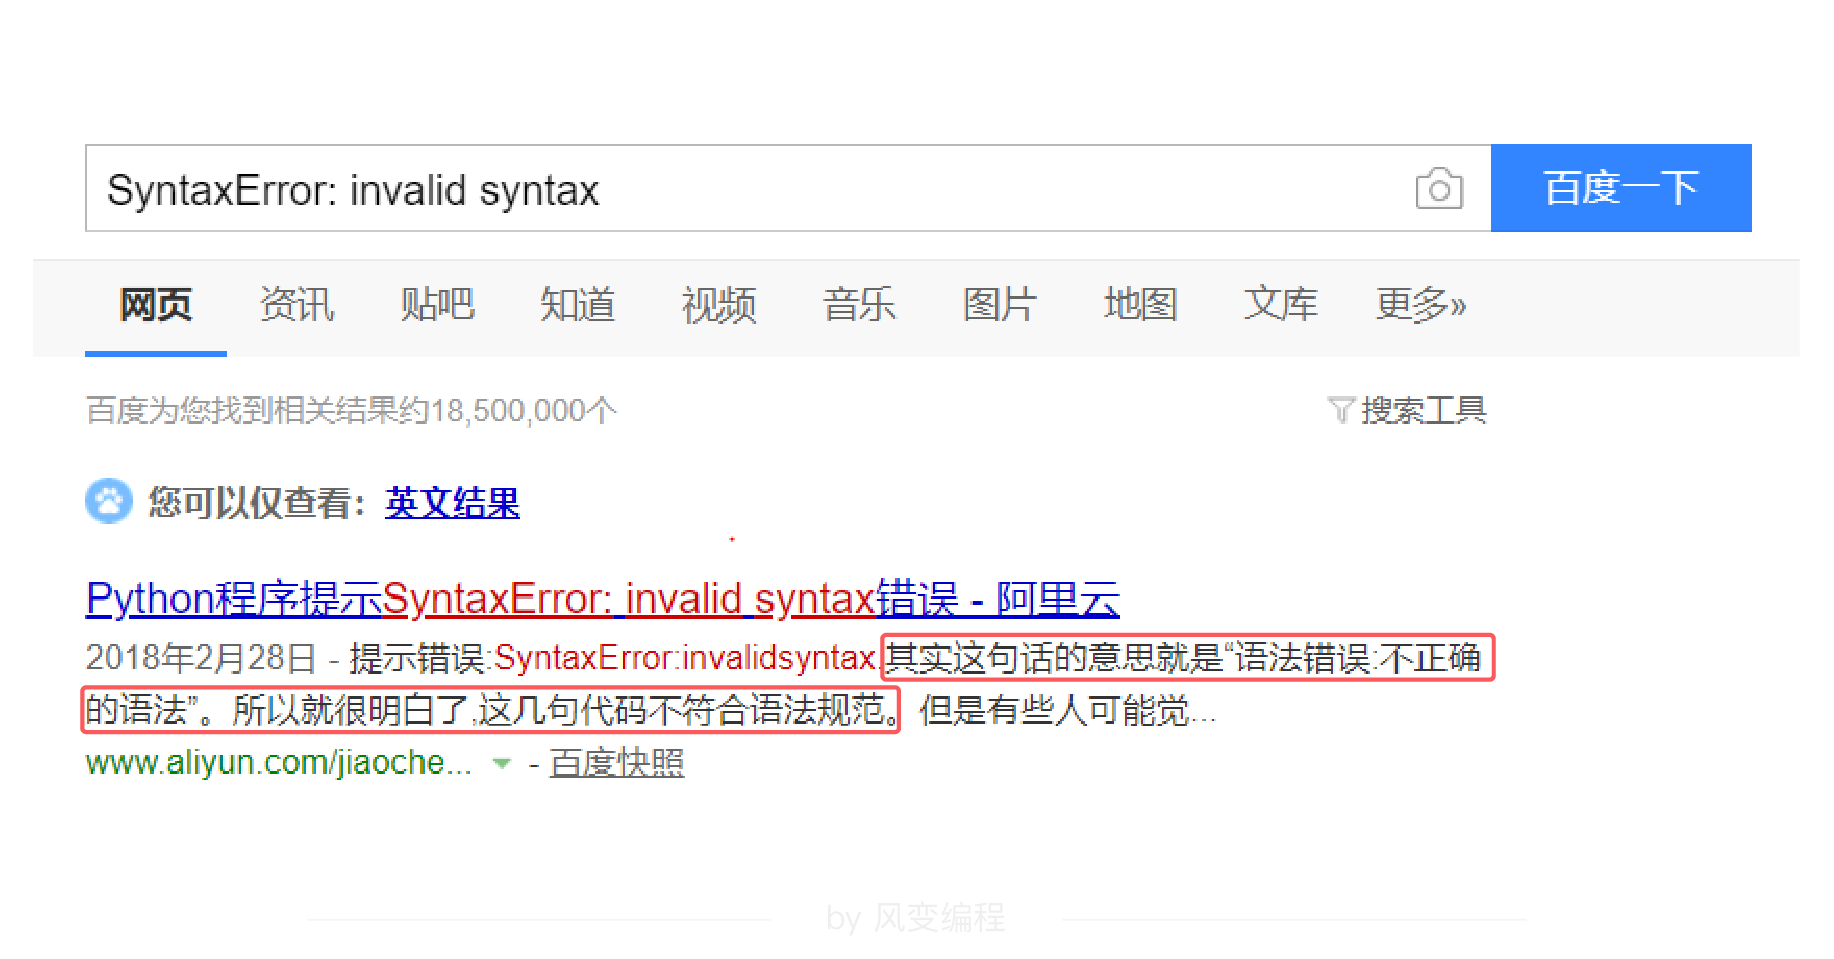 SyntaxError: invalid syntax
百度一下
网页 资讯 贴吧 知道 视频 音乐 图片 地图 文库 更多»
百度为您找到相关结果约18,500,000个
搜索工具
您可以仅查看：英文结果
Python程序提示SyntaxError: invalid syntax错误 - 阿里云
2018年2月28日 - 提示错误:SyntaxError:invalidsyntax.其实这句话的意思就是“语法错误:不正确
的语法”。所以就很明白了,这几句代码不符合语法规范。 但是有些人可能觉...
www.aliyun.com/jiaoche... - 百度快照
by 风变编程